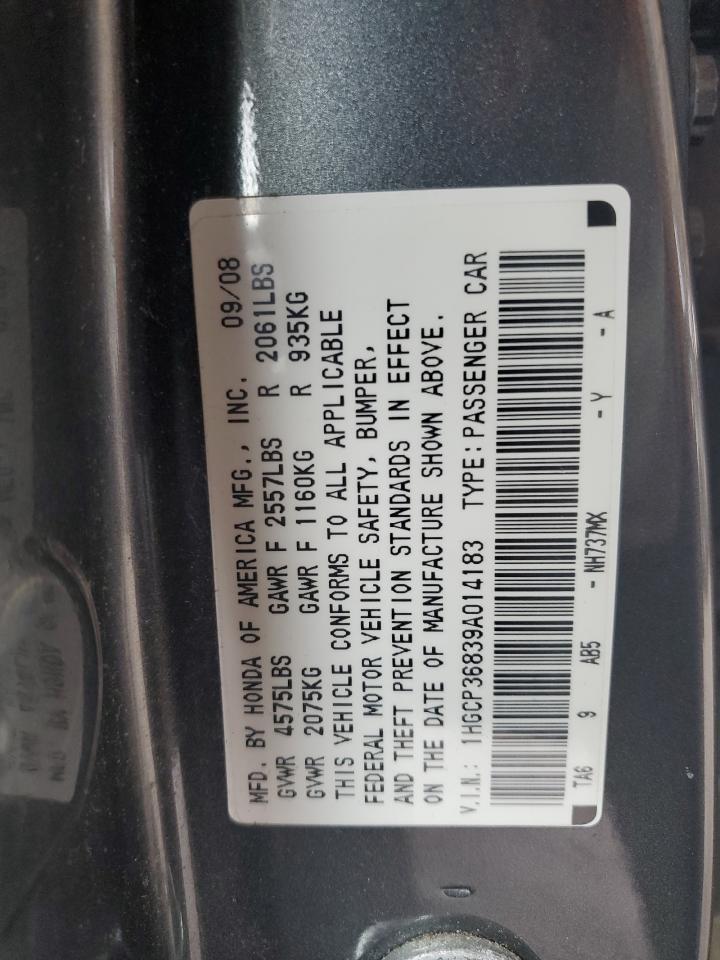 MFD. BY HONDA OF AMERICA MFG., INC. 09/08
GVWR 4575LBS GAWR F 2557LBS R 2061LBS
GVWR 2075KG GAWR F 1160KG R 935KG
THIS VEHICLE CONFORMS TO ALL APPLICABLE
FEDERAL MOTOR VEHICLE SAFETY, BUMPER,
AND THEFT PREVENTION STANDARDS IN EFFECT
ON THE DATE OF MANUFACTURE SHOWN ABOVE.
V.I.N.: 1HGCP36839A014183 TYPE: PASSENGER CAR
TA6 9 AB5 - NH737MX - Y - A